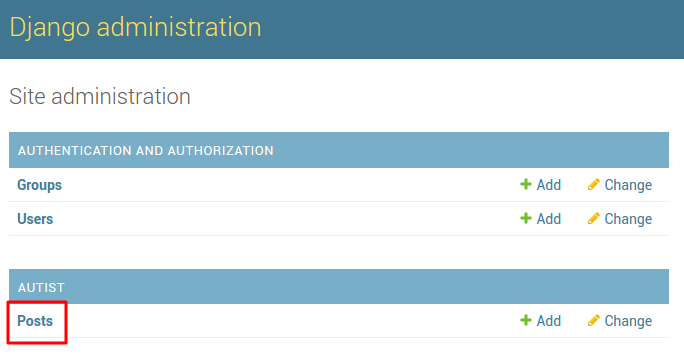 Django administration
Site administration
AUTHENTICATION AND AUTHORIZATION
Groups Add Change
Users Add Change
AUTIST
Posts Add Change